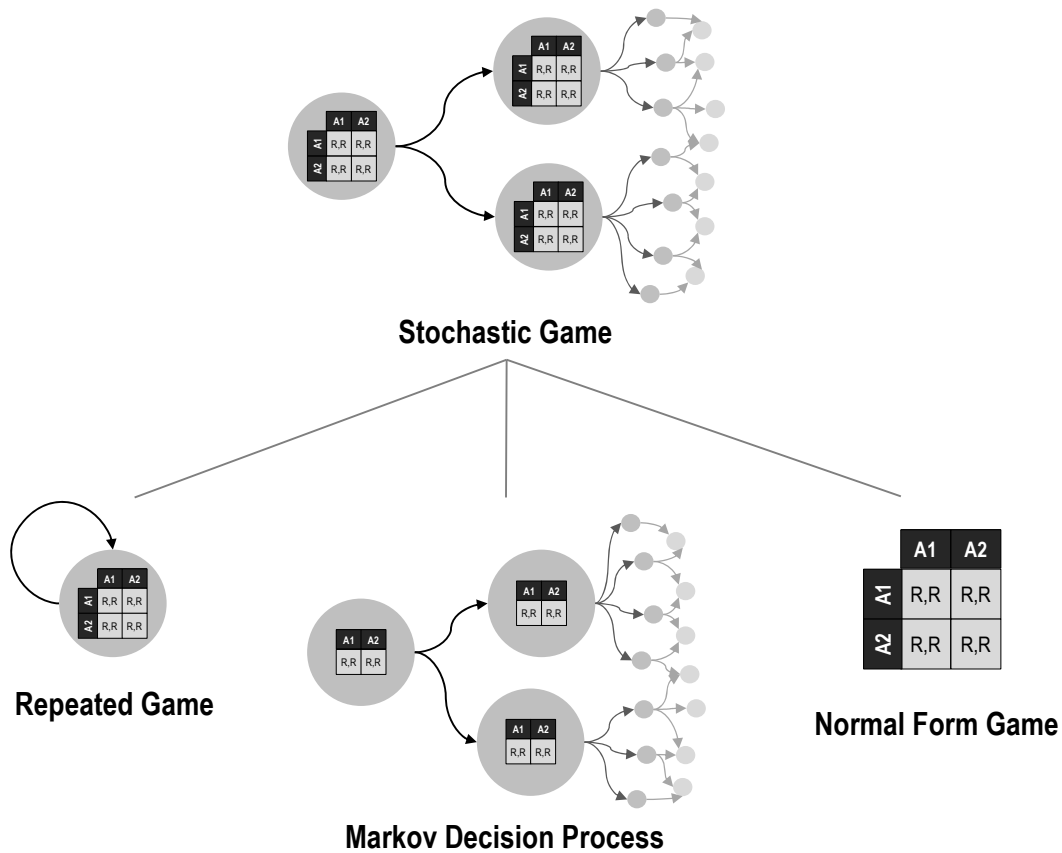 A1 A2
A1 R,R R,R
A2 R,R R,R
A1 A2
A1 R,R R,R
A2 R,R R,R
A1 A2
A1 R,R R,R
A2 R,R R,R
Stochastic Game
A1 A2
A1 R,R R,R
A2 R,R R,R
Repeated Game
A1 A2
R,R R,R
A1 A2
R,R R,R
A1 A2
R,R R,R
Markov Decision Process
A1 A2
A1 R,R R,R
A2 R,R R,R
Normal Form Game